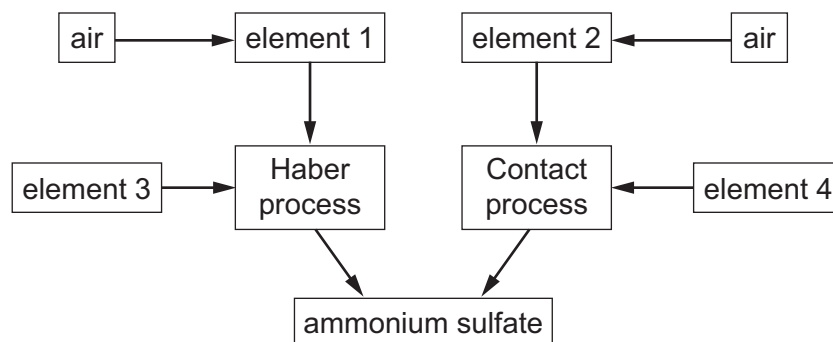 air
element 1
element 2
air
element 3
Haber
process
Contact
process
element 4
ammonium sulfate